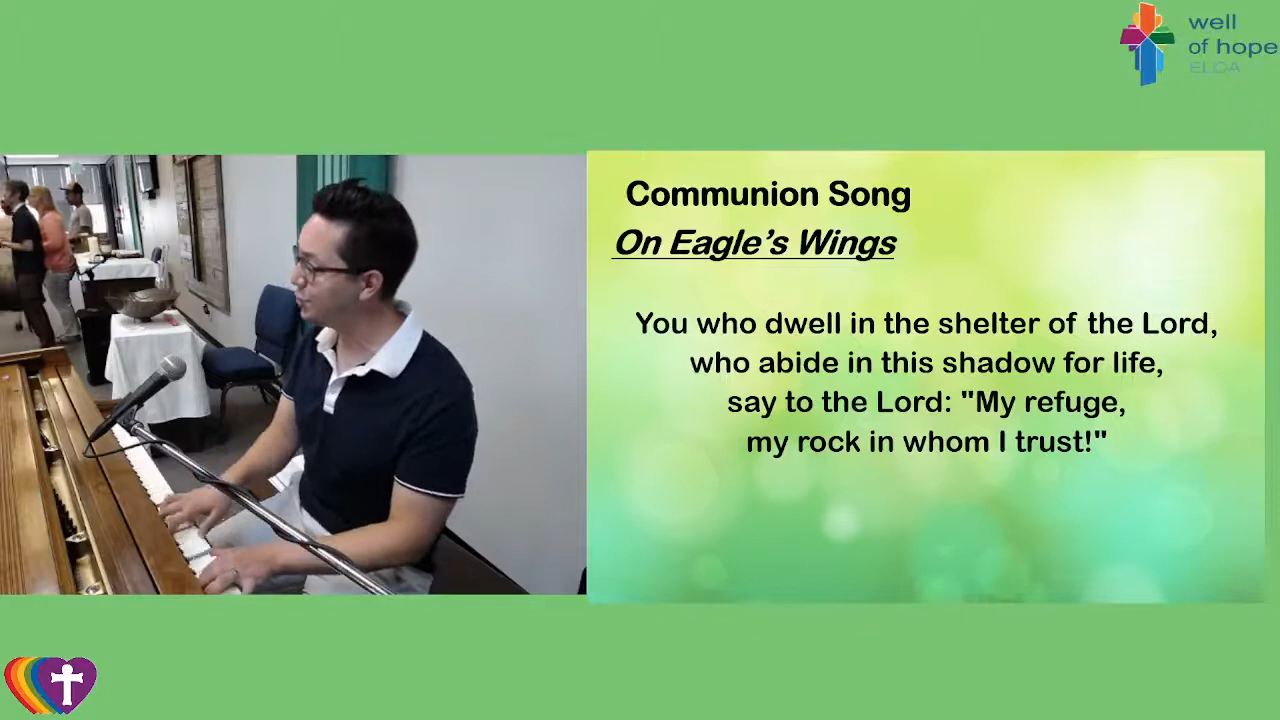 well
of hope
ELCA
Communion Song
On Eagle's Wings
You who dwell in the shelter of the Lord,
who abide in this shadow for life,
say to the Lord: "My refuge,
my rock in whom I trust!"